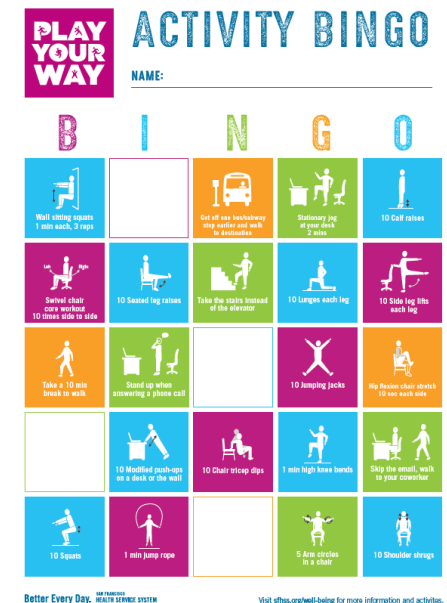 PLAY
YOUR
WAY
ACTIVITY BINGO
NAME:
B I N G O
Wall sitting squats
1 min each, 3 reps
Get off one bus/subway
stop earlier and walk
to destination
Stationary jog
at your desk
2 mins
10 Calf raises
Left Right
Swivel chair
core workout
10 times side to side
10 Seated leg raises
Take the stairs instead
of the elevator
10 Lunges each leg
10 Side leg lifts
each leg
Take a 10 min
break to walk
Stand up when
answering a phone call
10 Jumping jacks
Hip flexion chair stretch
10 sec each side
10 Modified push-ups
on a desk or the wall
10 Chair tricep dips
1 min high knee bends
Skip the email, walk
to your coworker
10 Squats
1 min jump rope
5 Arm circles
in a chair
10 Shoulder shrugs
Better Every Day. SAN FRANCISCO
HEALTH SERVICE SYSTEM
Visit sfhss.org/well-being for more information and activites.